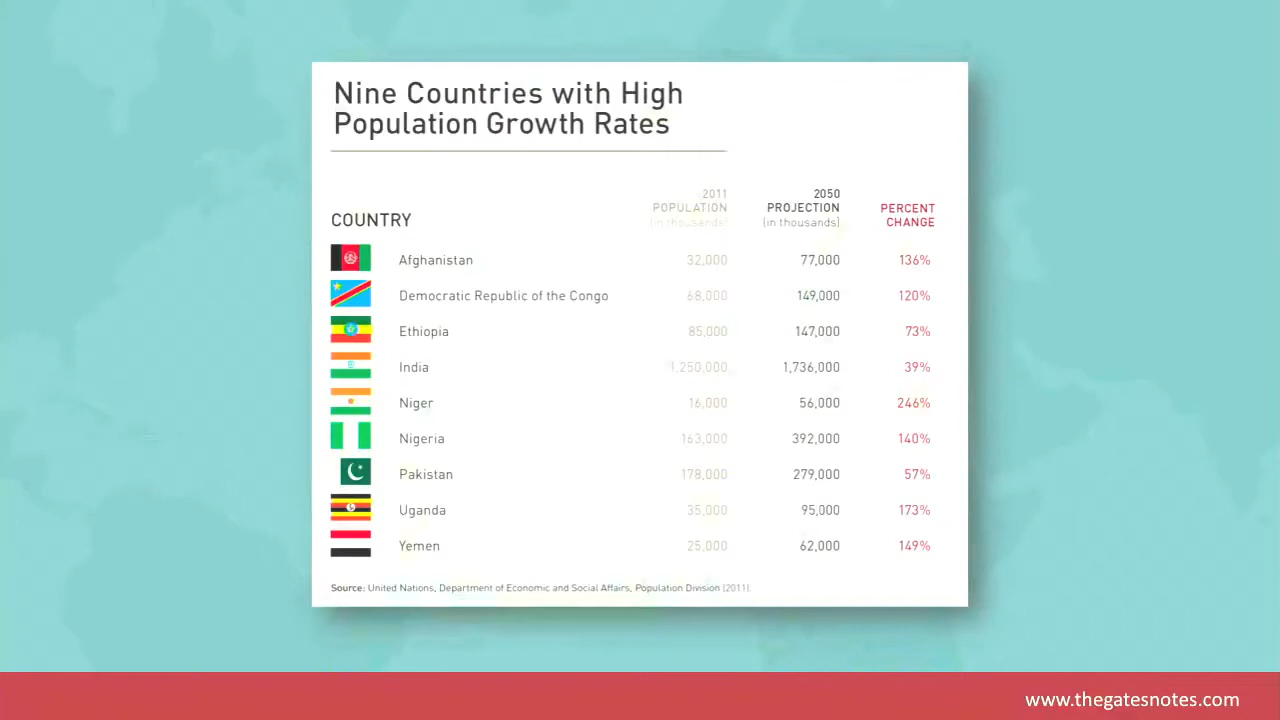 Nine Countries with High
Population Growth Rates
COUNTRY
2011
POPULATION
(in thousands)
2050
PROJECTION
(in thousands)
PERCENT
CHANGE
Afghanistan 32,000 77,000 136%
Democratic Republic of the Congo 68,000 149,000 120%
Ethiopia 85,000 147,000 73%
India 1,250,000 1,736,000 39%
Niger 16,000 56,000 246%
Nigeria 163,000 392,000 140%
Pakistan 178,000 279,000 57%
Uganda 35,000 95,000 173%
Yemen 25,000 62,000 149%
Source: United Nations, Department of Economic and Social Affairs, Population Division (2011).
www.thegatesnotes.com